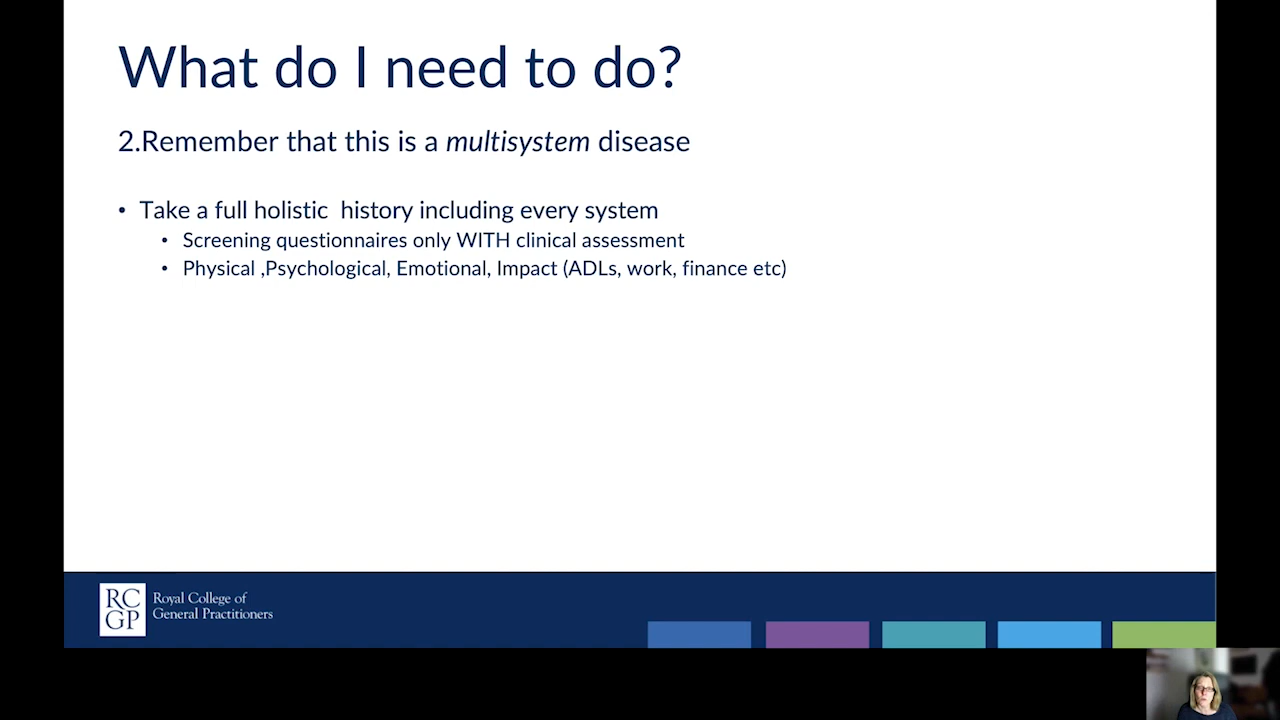 What do I need to do?
2.Remember that this is a multisystem disease
• Take a full holistic  history including every system
• Screening questionnaires only WITH clinical assessment
• Physical ,Psychological, Emotional, Impact (ADLs, work, finance etc)
RC
GP
Royal College of
General Practitioners